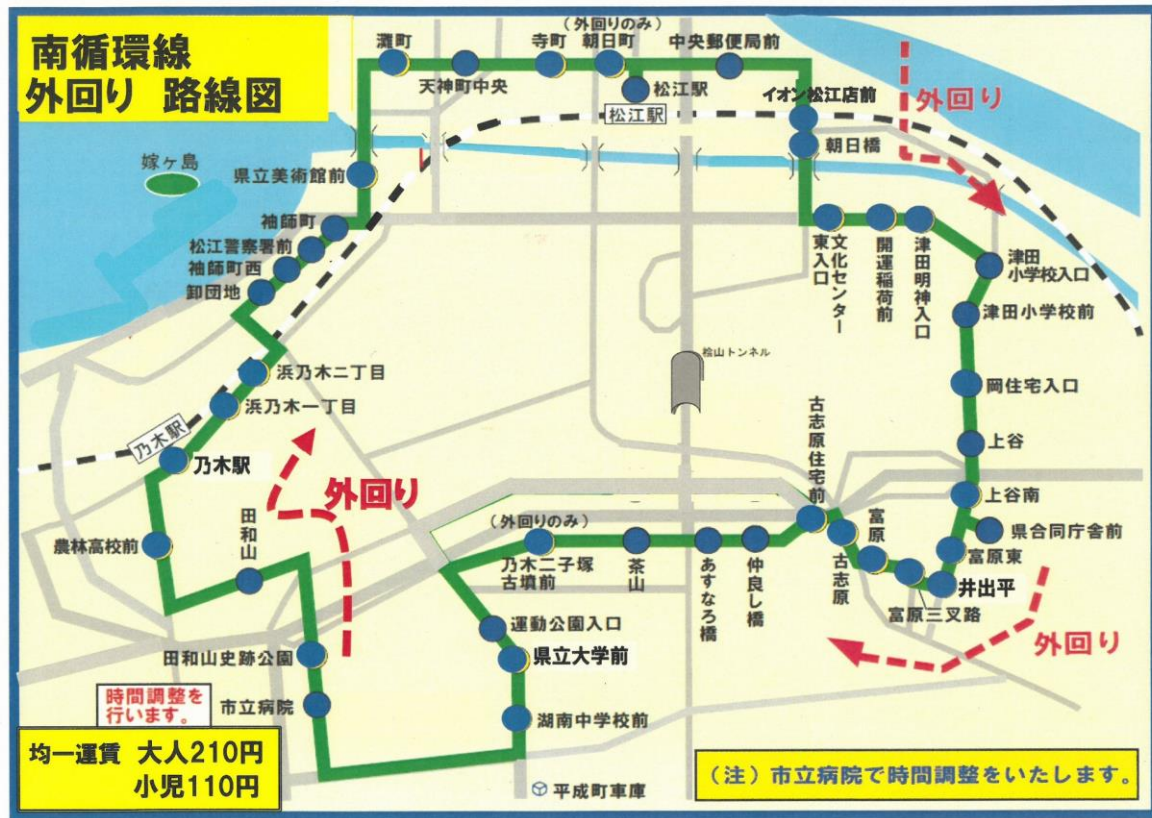 南循環線
外回り 路線図
(外回りのみ)
灘町
天神町中央
寺町
朝日町
松江駅
中央郵便局前
松江駅
イオン松江店前
朝日橋
外回り
嫁ヶ島
県立美術館前
袖師町
松江警察署前
袖師町西
卸団地
文化センター
東入口
開運稲荷前
津田明神入口
津田
小学校入口
津田小学校前
桧山トンネル
岡住宅入口
上谷
上谷南
県合同庁舎前
富原東
井出平
富原三叉路
富原
古志原
古志原住宅前
外回り
浜乃木二丁目
浜乃木一丁目
乃木駅
乃木駅
外回り
農林高校前
田和山
(外回りのみ)
乃木二子塚
古墳前
茶山
あすなろ橋
仲良し橋
運動公園入口
県立大学前
湖南中学校前
田和山史跡公園
市立病院
時間調整を
行います。
均一運賃 大人210円
小児110円
平成町車庫
(注)市立病院で時間調整をいたします。